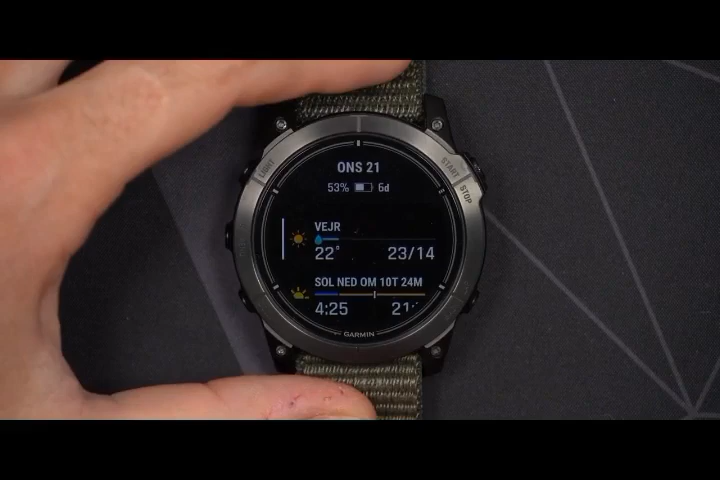 LIGHT
START
STOP
ONS 21
53% 6d
VEJR
22° 23/14
SOL NED OM 10T 24M
4:25 21:
GARMIN